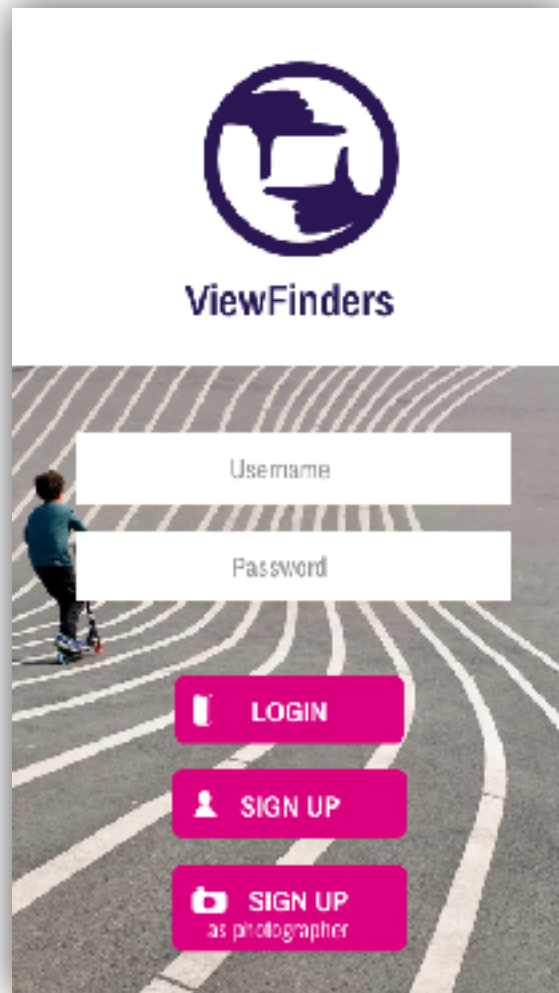 ViewFinders
Username
Password
LOGIN
SIGN UP
SIGN UP
as photographer